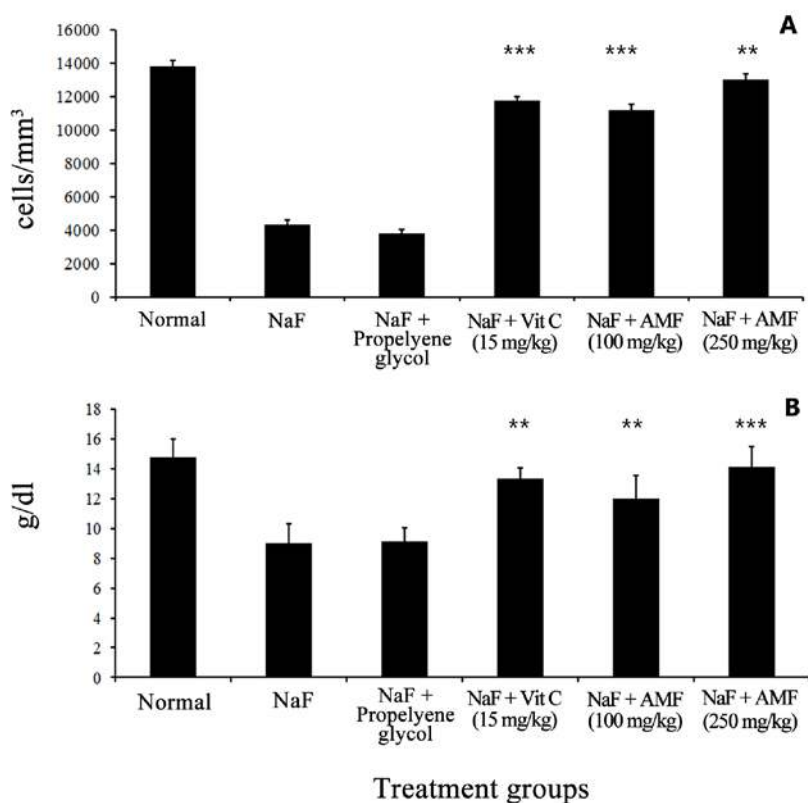 A
cells/mm³
16000
14000
12000
10000
8000
6000
4000
2000
0
*** *** **
Normal NaF NaF + NaF + Vit C NaF + AMF NaF + AMF
Propelyene (15 mg/kg) (100 mg/kg) (250 mg/kg)
glycol
B
g/dl
18
16
14
12
10
8
6
4
2
0
** ** ***
Normal NaF NaF + NaF + Vit C NaF + AMF NaF + AMF
Propelyene (15 mg/kg) (100 mg/kg) (250 mg/kg)
glycol
Treatment groups